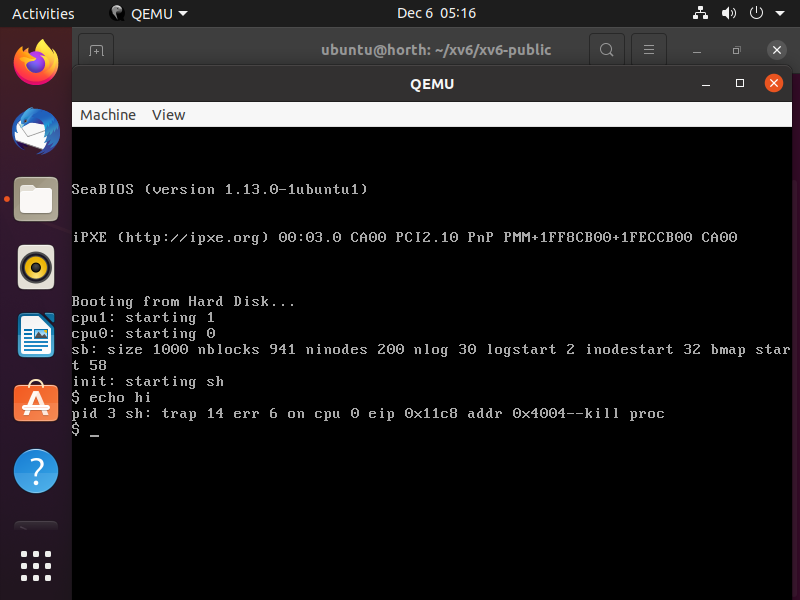 Activities QEMU Dec 6 05:16
ubuntu@horth: ~/xv6/xv6-public
QEMU
Machine View
SeaBIOS (version 1.13.0-1ubuntu1)
iPXE (http://ipxe.org) 00:03.0 CA00 PCI2.10 PnP PMM+1FF8CB00+1FECCB00 CA00
Booting from Hard Disk...
cpu1: starting 1
cpu0: starting 0
sb: size 1000 nblocks 941 ninodes 200 nlog 30 logstart 2 inodestart 32 bmap star
t 58
init: starting sh
$ echo hi
pid 3 sh: trap 14 err 6 on cpu 0 eip 0x11c8 addr 0x4004--kill proc
$ _